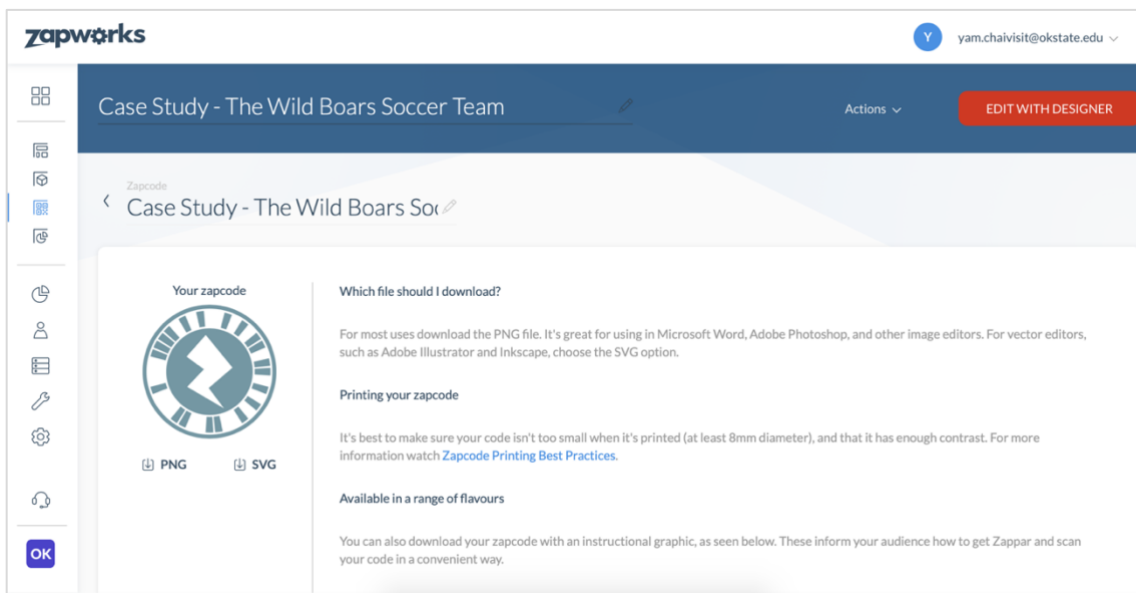 zapworks
Y yam.chaivisit@okstate.edu
Case Study - The Wild Boars Soccer Team
Actions
EDIT WITH DESIGNER
Zapcode
Case Study - The Wild Boars Soc
Your zapcode
PNG SVG
Which file should I download?
For most uses download the PNG file. It's great for using in Microsoft Word, Adobe Photoshop, and other image editors. For vector editors,
such as Adobe Illustrator and Inkscape, choose the SVG option.
Printing your zapcode
It's best to make sure your code isn't too small when it's printed (at least 8mm diameter), and that it has enough contrast. For more
information watch Zapcode Printing Best Practices.
Available in a range of flavours
You can also download your zapcode with an instructional graphic, as seen below. These inform your audience how to get Zappar and scan
your code in a convenient way.
OK